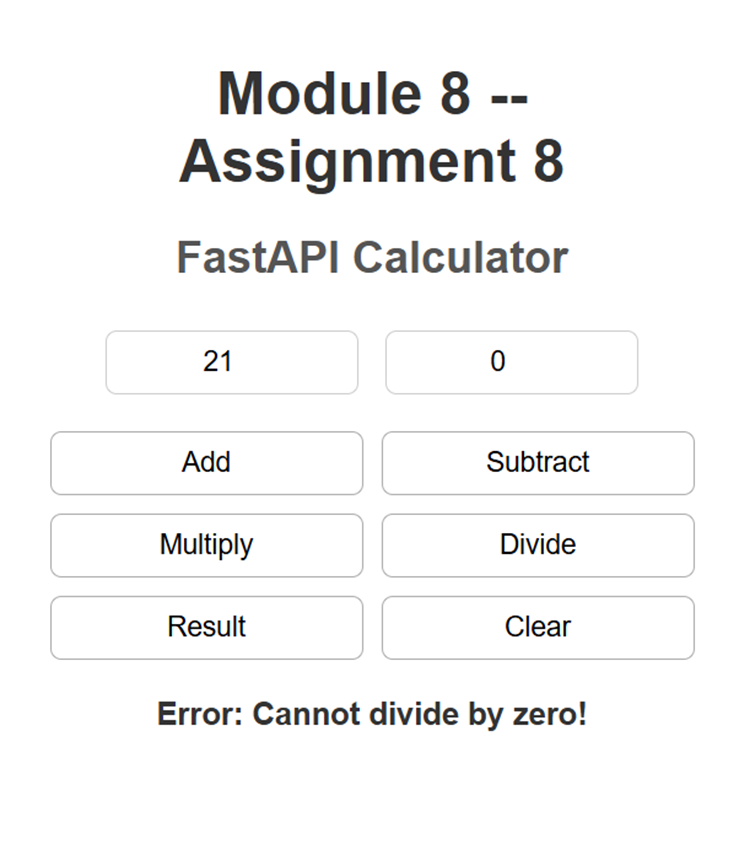 Module 8 --
Assignment 8
FastAPI Calculator
21 0
Add Subtract
Multiply Divide
Result Clear
Error: Cannot divide by zero!